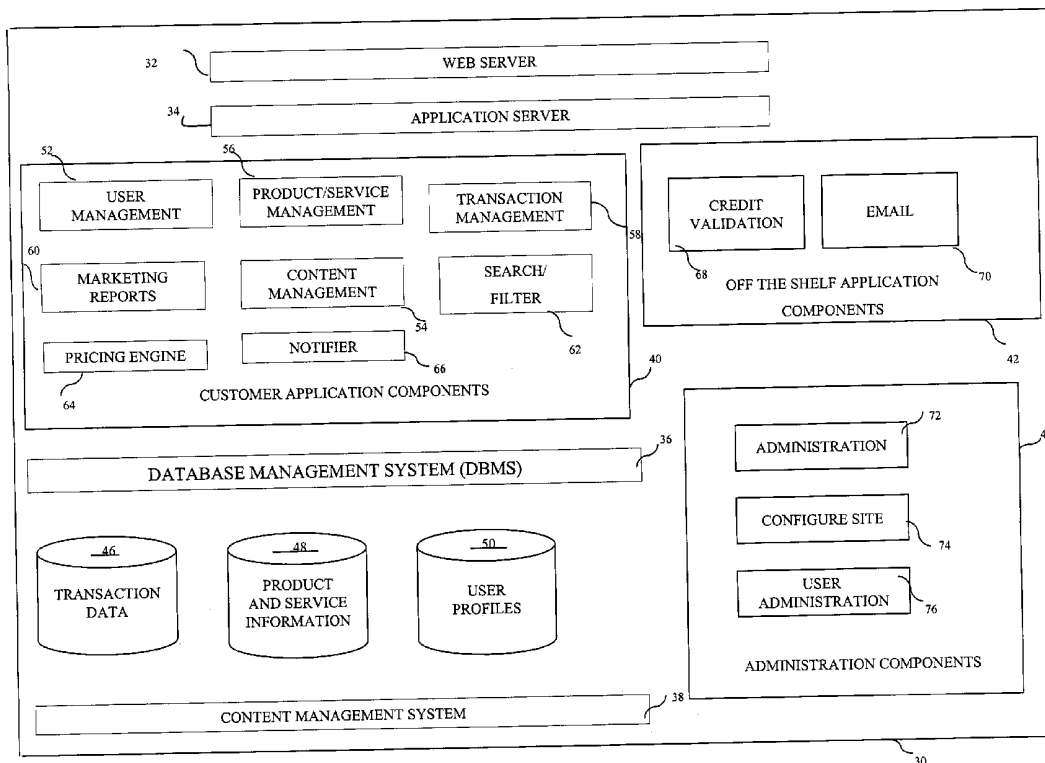 32
WEB SERVER
34
APPLICATION SERVER
52
56
USER
MANAGEMENT
PRODUCT/SERVICE
MANAGEMENT
TRANSACTION
MANAGEMENT
58
60
MARKETING
REPORTS
CONTENT
MANAGEMENT
54
SEARCH/
FILTER
62
PRICING ENGINE
64
NOTIFIER
66
CUSTOMER APPLICATION COMPONENTS
40
CREDIT
VALIDATION
68
EMAIL
70
OFF THE SHELF APPLICATION
COMPONENTS
42
DATABASE MANAGEMENT SYSTEM (DBMS)
36
46
TRANSACTION
DATA
48
PRODUCT
AND SERVICE
INFORMATION
50
USER
PROFILES
72
ADMINISTRATION
4
CONFIGURE SITE
74
USER
ADMINISTRATION
76
ADMINISTRATION COMPONENTS
CONTENT MANAGEMENT SYSTEM
38
30